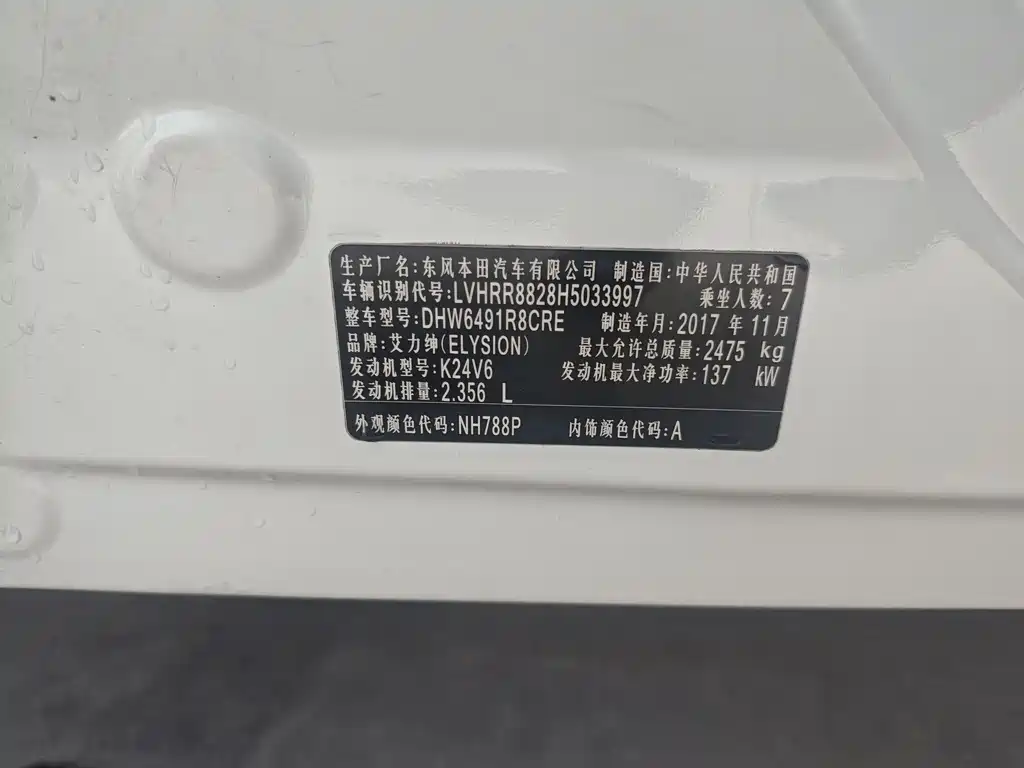 生产厂名:东风本田汽车有限公司 制造国:中华人民共和国
车辆识别代号:LVHRR8828H5033997 乘坐人数:7
整车型号:DHW6491R8CRE 制造年月:2017 年 11月
品牌:艾力绅(ELYSION) 最大允许总质量:2475 kg
发动机型号:K24V6 发动机最大净功率:137 kW
发动机排量:2.356 L
外观颜色代码:NH788P 内饰颜色代码:A